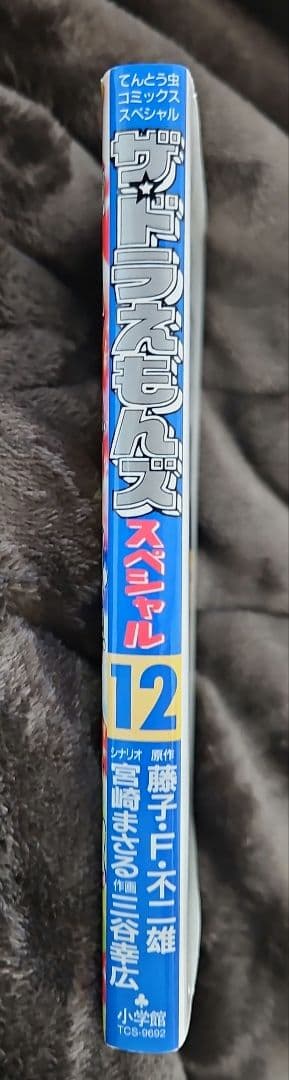 てんとう虫
コミックス
スペシャル
ザ★ドラえもんズ
スペシャル
12
原作 藤子・F・不二雄
シナリオ 宮崎まさる 作画 三谷幸広
小学館
TCS-9692